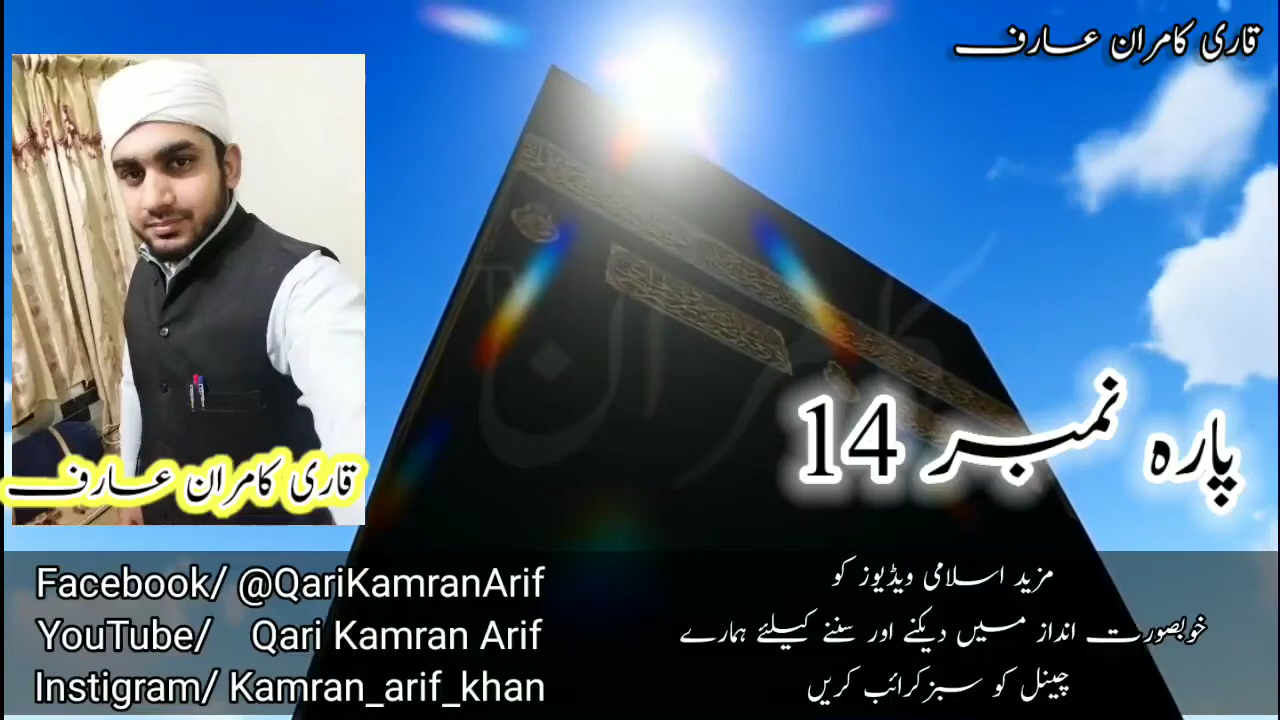 قاری کامران عارف
قاری کامران عارف
پارہ نمبر 14
Facebook/ @QariKamranArif
YouTube/ Qari Kamran Arif
Instigram/ Kamran_arif_khan
مزید اسلامی ویڈیوز کو
خوبصورت انداز میں دیکنے اور سننے کیلئے ہمارے
چینل کو سبزکرائب کریں